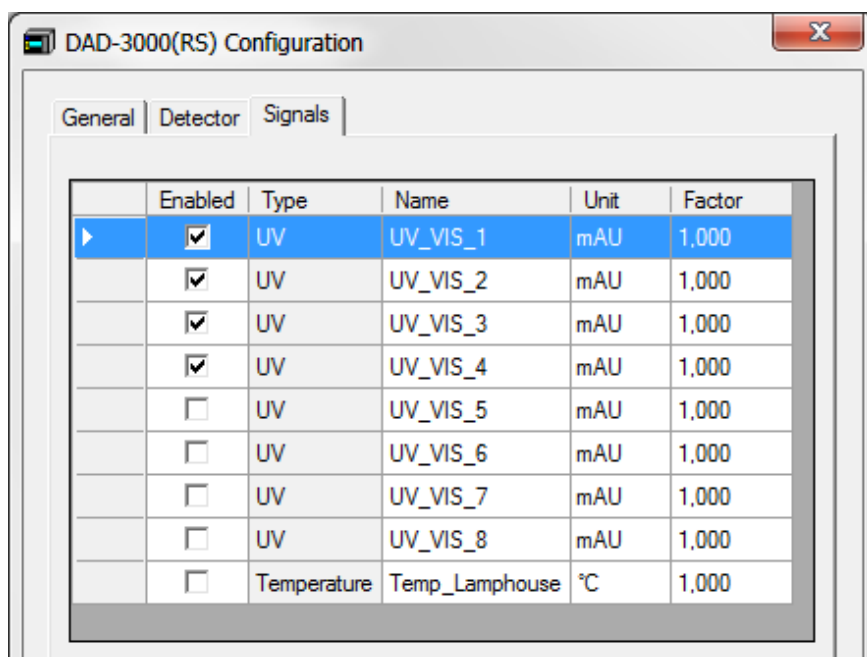 DAD-3000(RS) Configuration
General Detector Signals
Enabled Type Name Unit Factor
UV UV_VIS_1 mAU 1,000
UV UV_VIS_2 mAU 1,000
UV UV_VIS_3 mAU 1,000
UV UV_VIS_4 mAU 1,000
UV UV_VIS_5 mAU 1,000
UV UV_VIS_6 mAU 1,000
UV UV_VIS_7 mAU 1,000
UV UV_VIS_8 mAU 1,000
Temperature Temp_Lamphouse °C 1,000